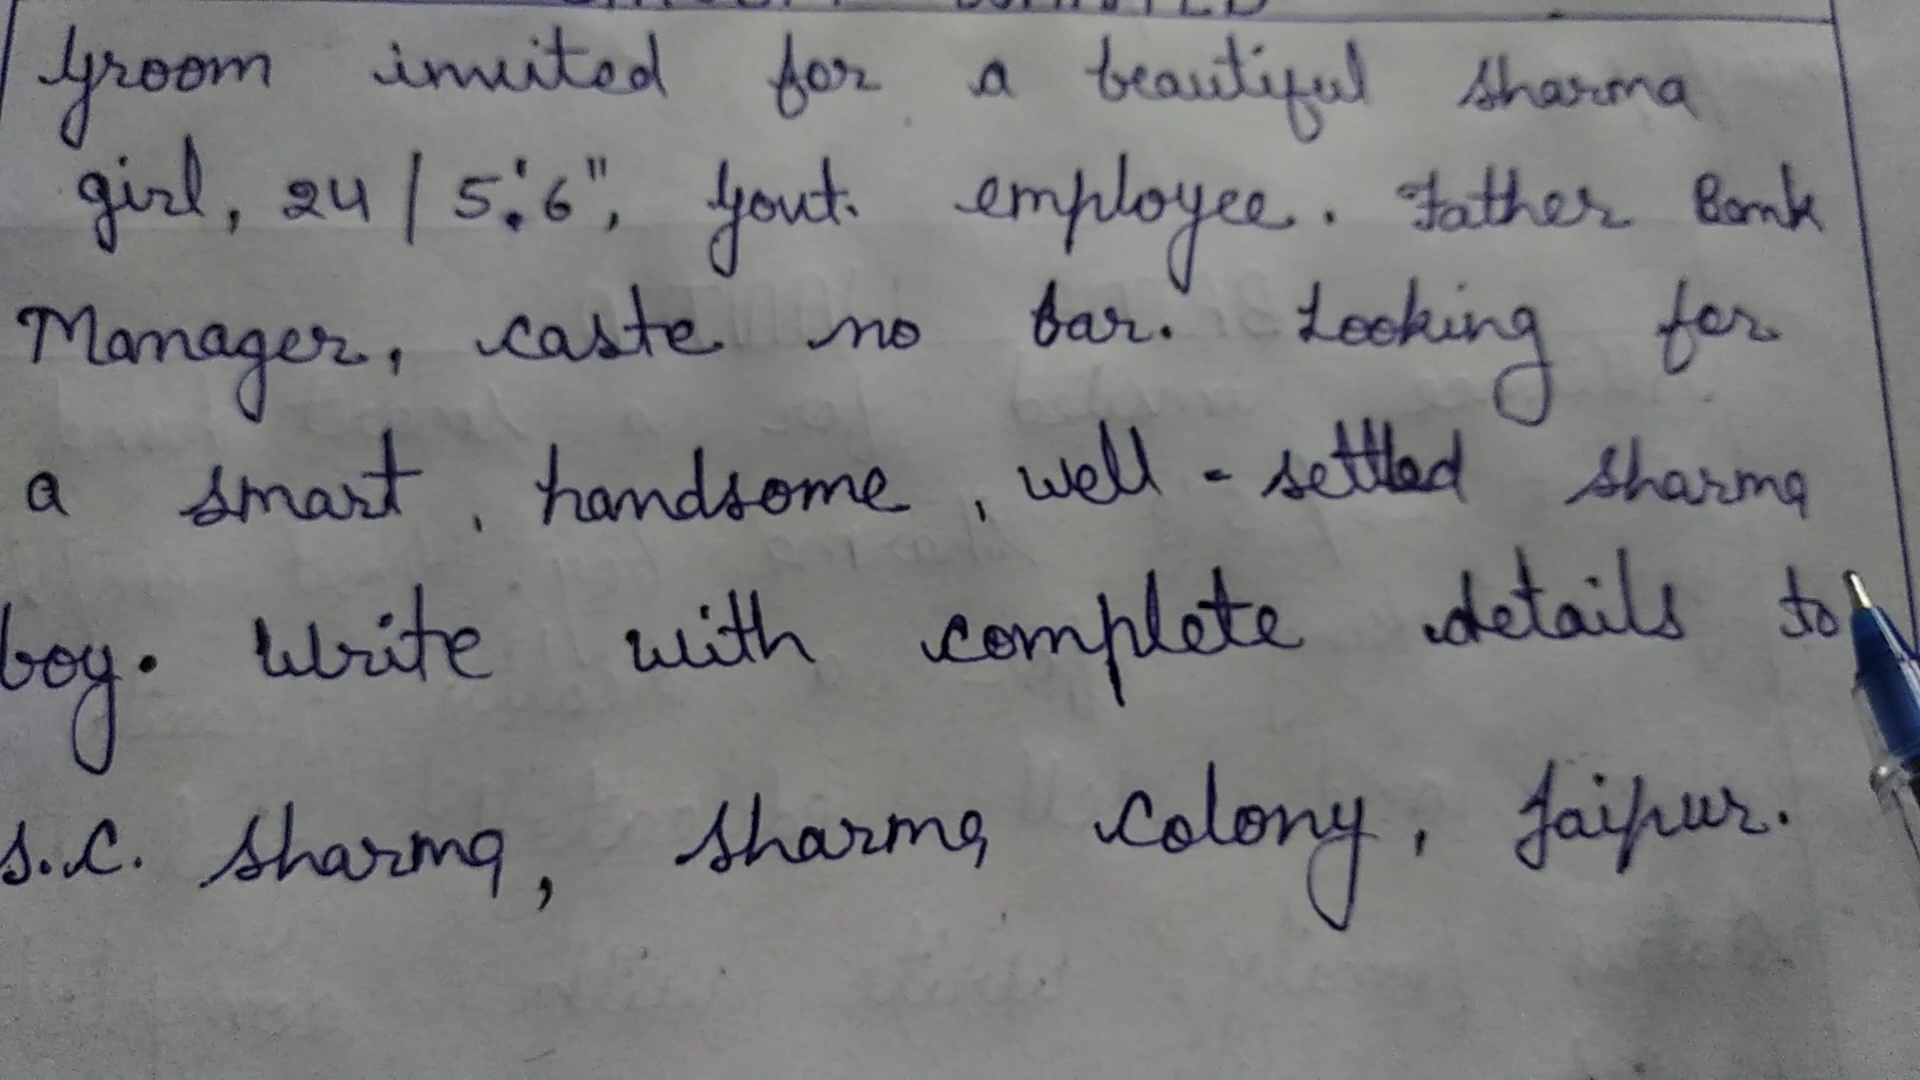 Groom invited for a beautiful Sharma
girl, 24 / 5':6", Govt. employee. Father Bank
Manager, caste no bar. Looking for
a smart, handsome, well-settled Sharma
boy. Write with complete details to
S.C. Sharma, Sharma Colony, Jaipur.